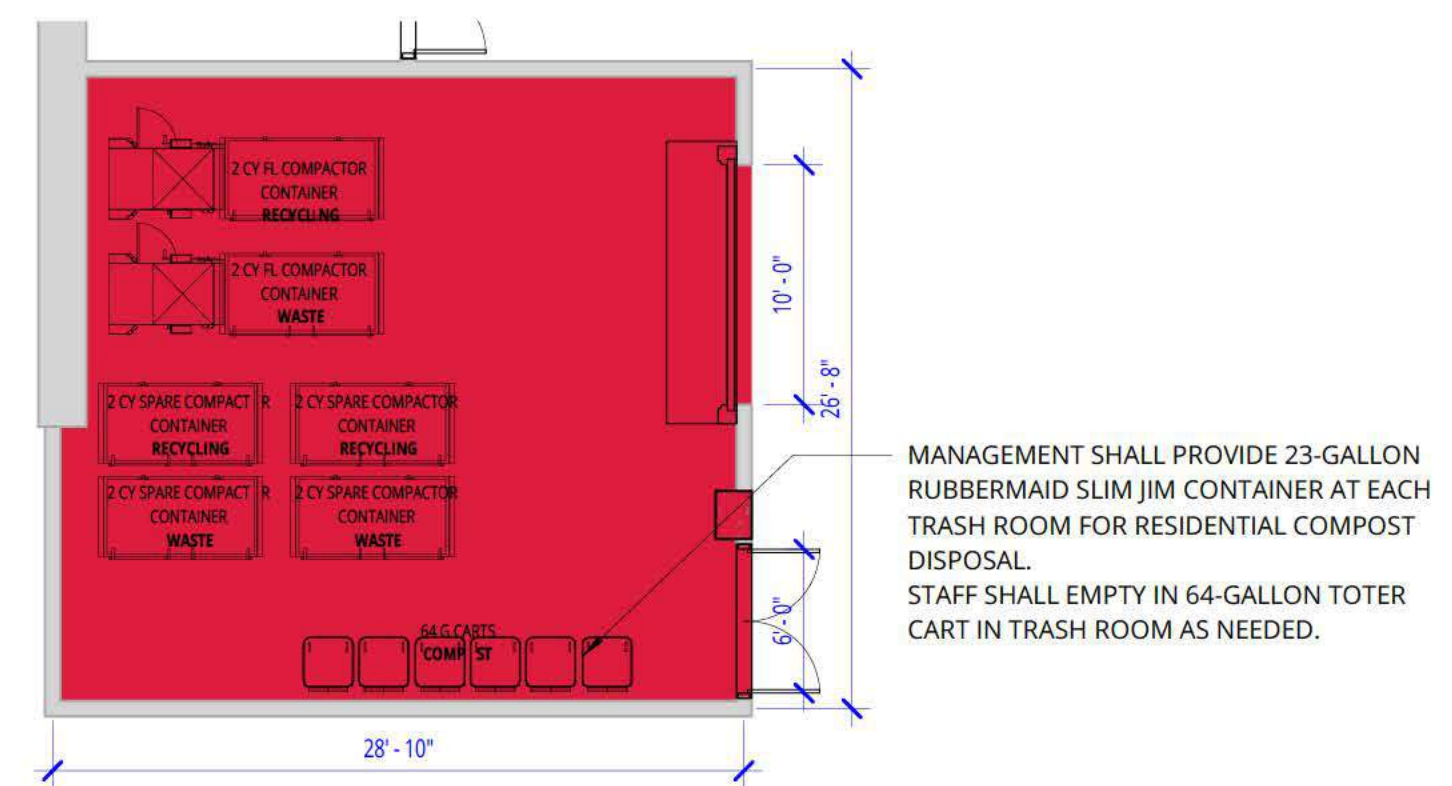 2 CY FL COMPACTOR
CONTAINER
RECYCLING
2 CY FL COMPACTOR
CONTAINER
WASTE
2 CY SPARE COMPACT R
CONTAINER
RECYCLING
2 CY SPARE COMPACTOR
CONTAINER
RECYCLING
2 CY SPARE COMPACT R
CONTAINER
WASTE
2 CY SPARE COMPACTOR
CONTAINER
WASTE
64 G CARTS
COMP ST
10' - 0"
26' - 8"
6' - 0"
28' - 10"
MANAGEMENT SHALL PROVIDE 23-GALLON
RUBBERMAID SLIM JIM CONTAINER AT EACH
TRASH ROOM FOR RESIDENTIAL COMPOST
DISPOSAL.
STAFF SHALL EMPTY IN 64-GALLON TOTER
CART IN TRASH ROOM AS NEEDED.